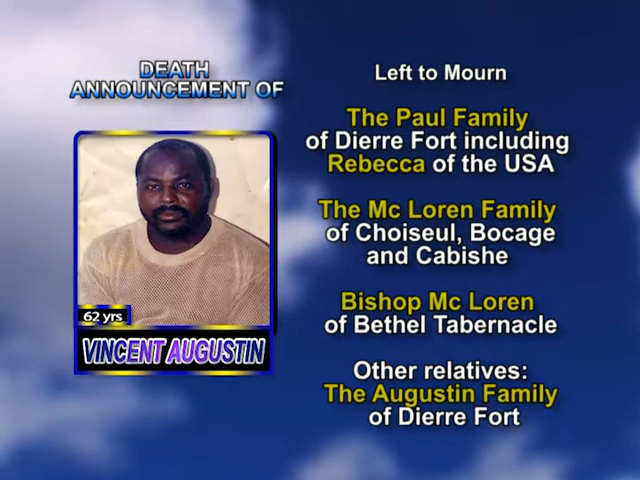 DEATH
ANNOUNCEMENT OF
62 yrs
VINCENT AUGUSTIN
Left to Mourn
The Paul Family
of Dierre Fort including
Rebecca of the USA
The Mc Loren Family
of Choiseul, Bocage
and Cabishe
Bishop Mc Loren
of Bethel Tabernacle
Other relatives:
The Augustin Family
of Dierre Fort